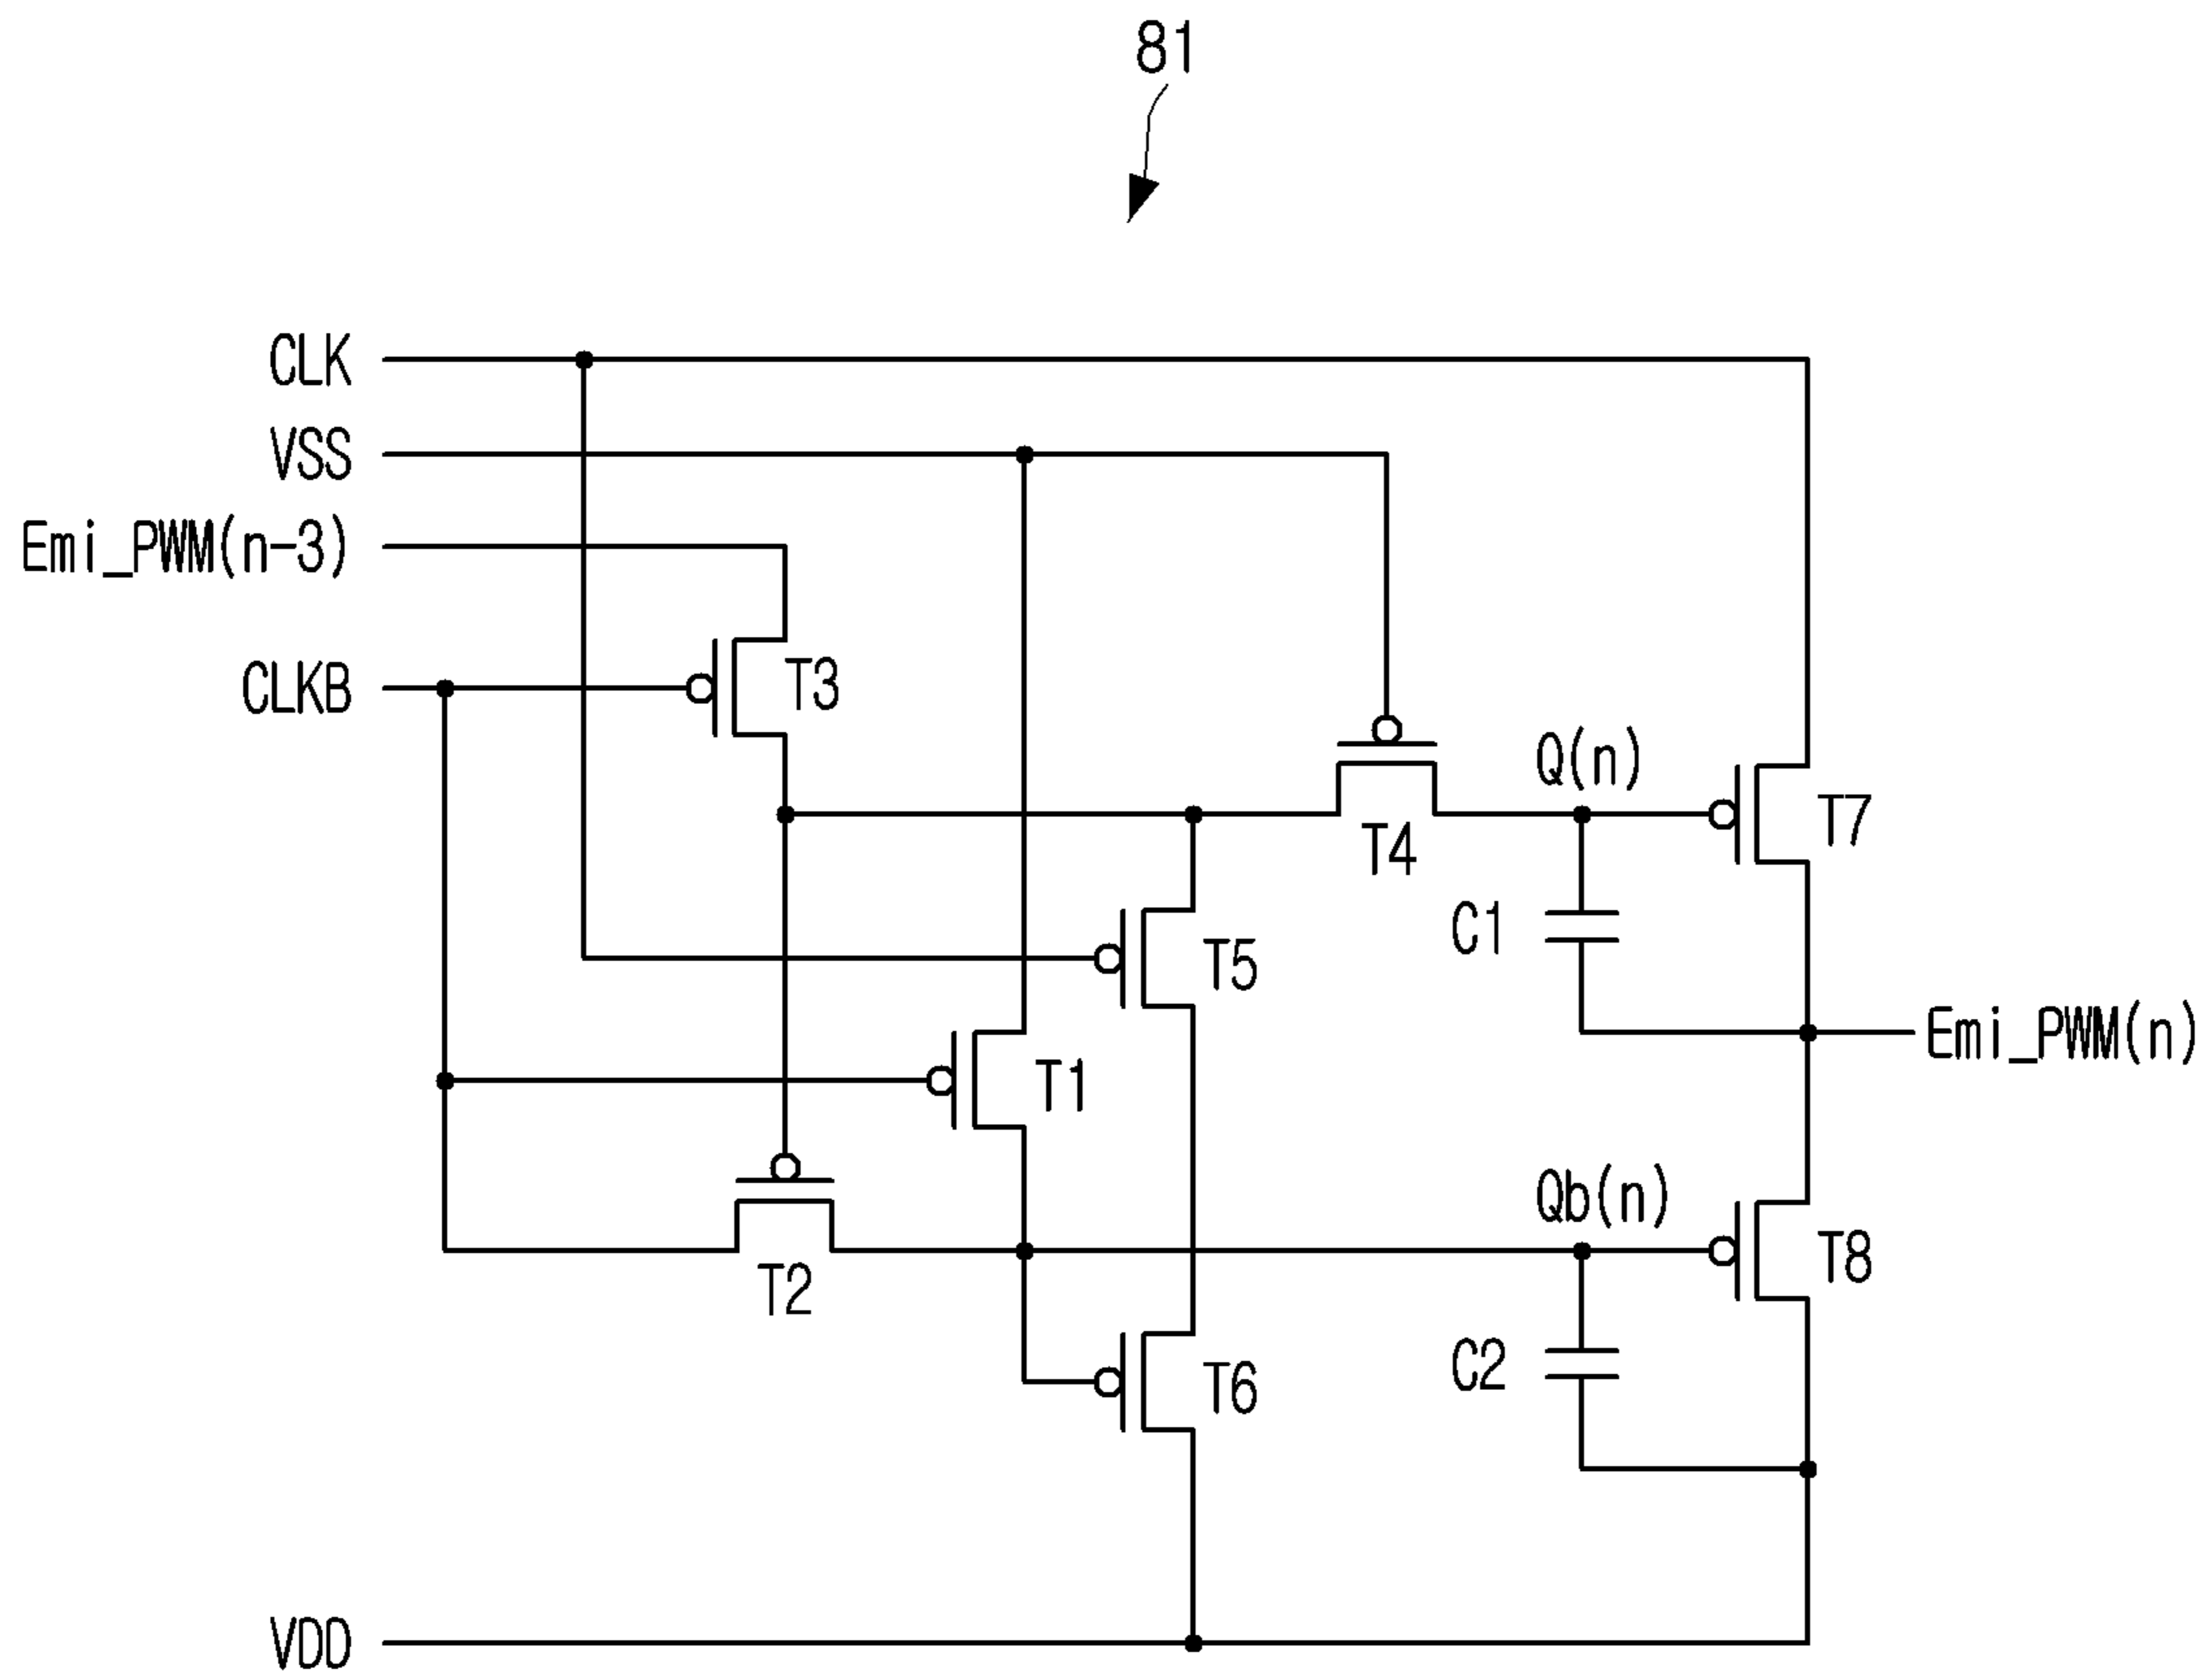 81
CLK
VSS
Emi_PWM(n-3)
CLKB
T3
Q(n)
T7
T4
C1
T5
Emi_PWM(n)
T1
Qb(n)
T8
T2
C2
T6
VDD